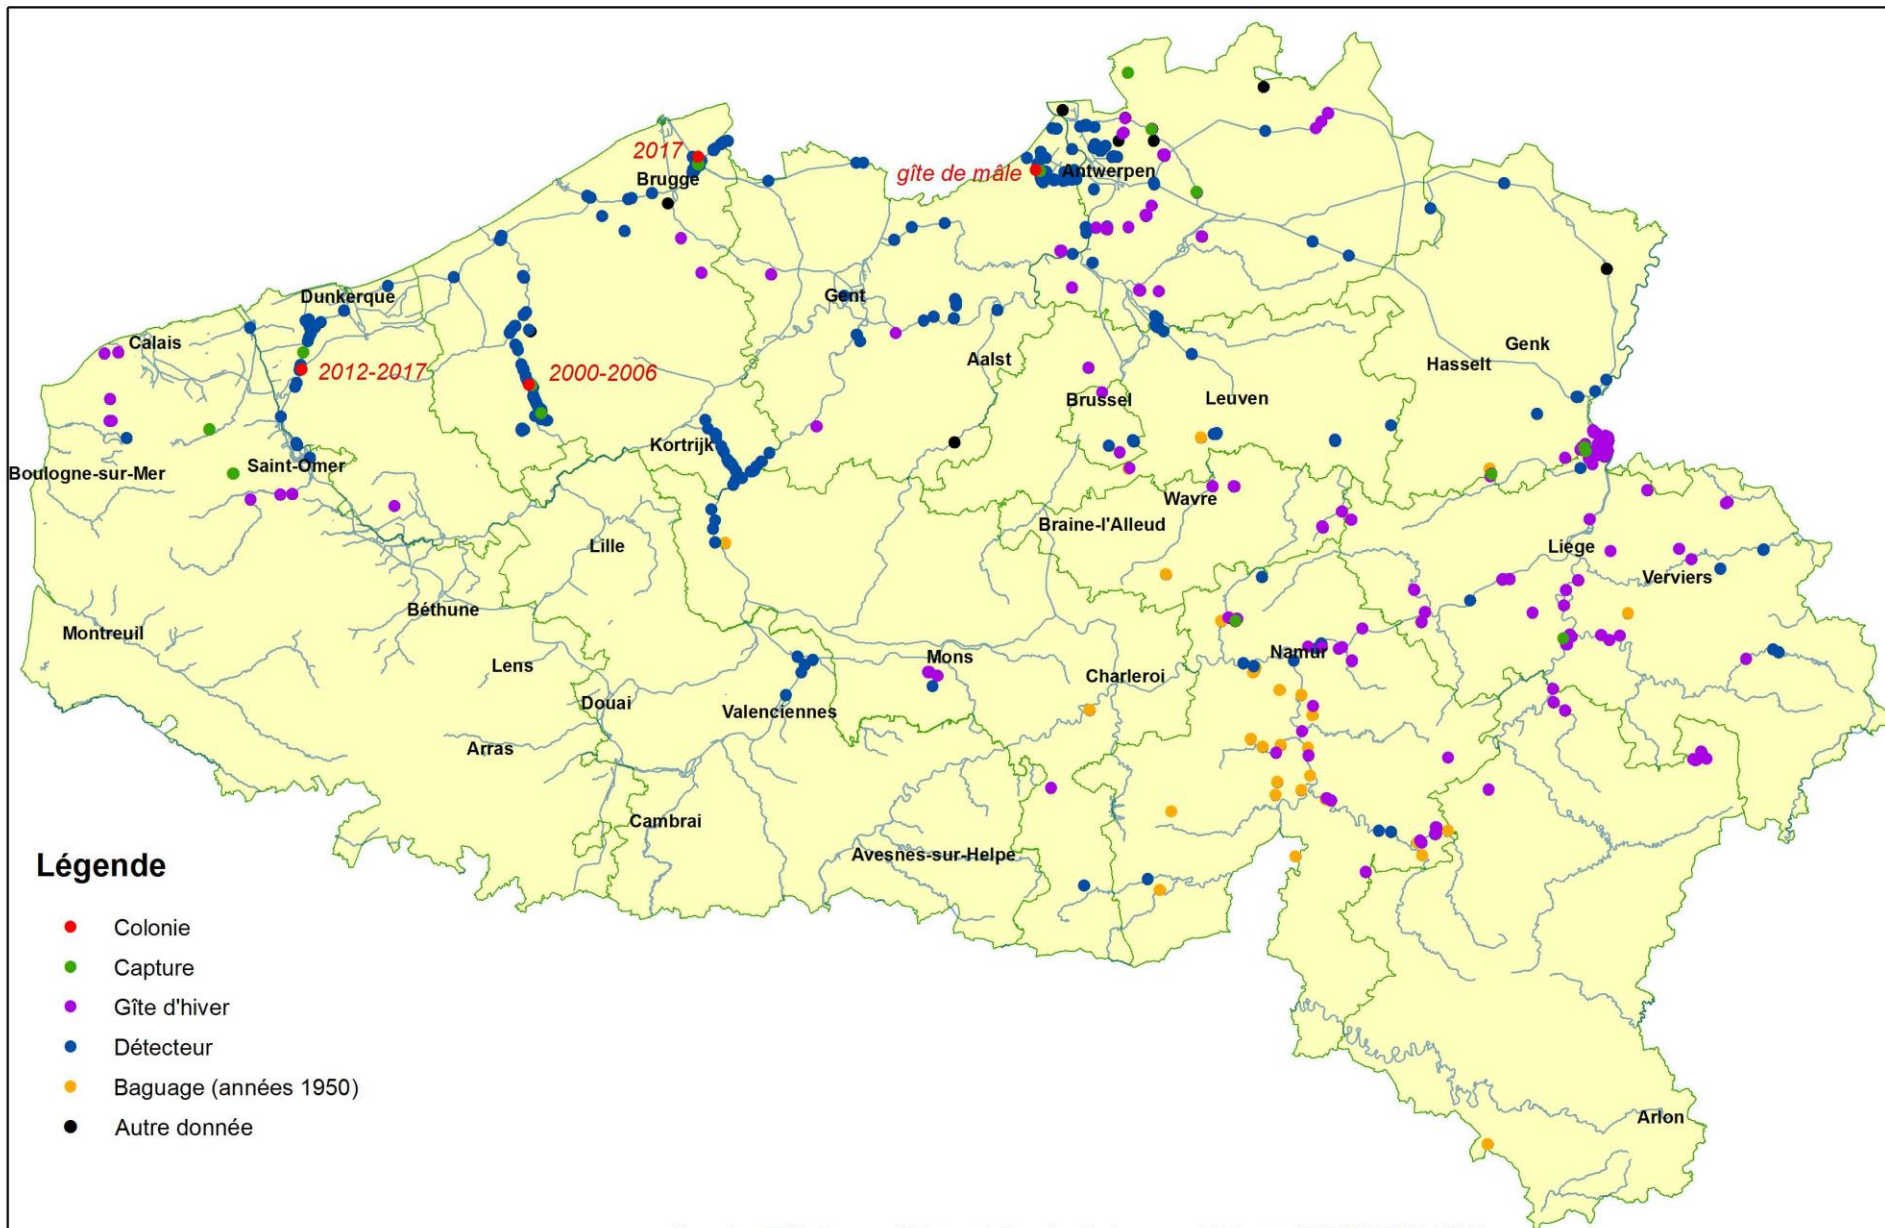 2017
Brugge
gîte de mâle
Antwerpen
Dunkerque
Gent
Calais
2012-2017
2000-2006
Aalst
Genk
Hasselt
Brussel
Leuven
Kortrijk
Boulogne-sur-Mer
Saint-Omer
Wavre
Braine-l'Alleud
Lille
Liège
Verviers
Béthune
Montreuil
Lens
Mons
Namur
Charleroi
Douai
Valenciennes
Arras
Cambrai
Avesnes-sur-Helpe
Légende
Colonie
Capture
Gîte d'hiver
Détecteur
Baguage (années 1950)
Autre donnée
Arlon